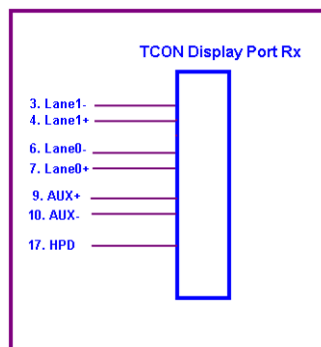 TCON Display Port Rx
3. Lane1-
4. Lane1+
6. Lane0-
7. Lane0+
9. AUX+
10. AUX-
17. HPD